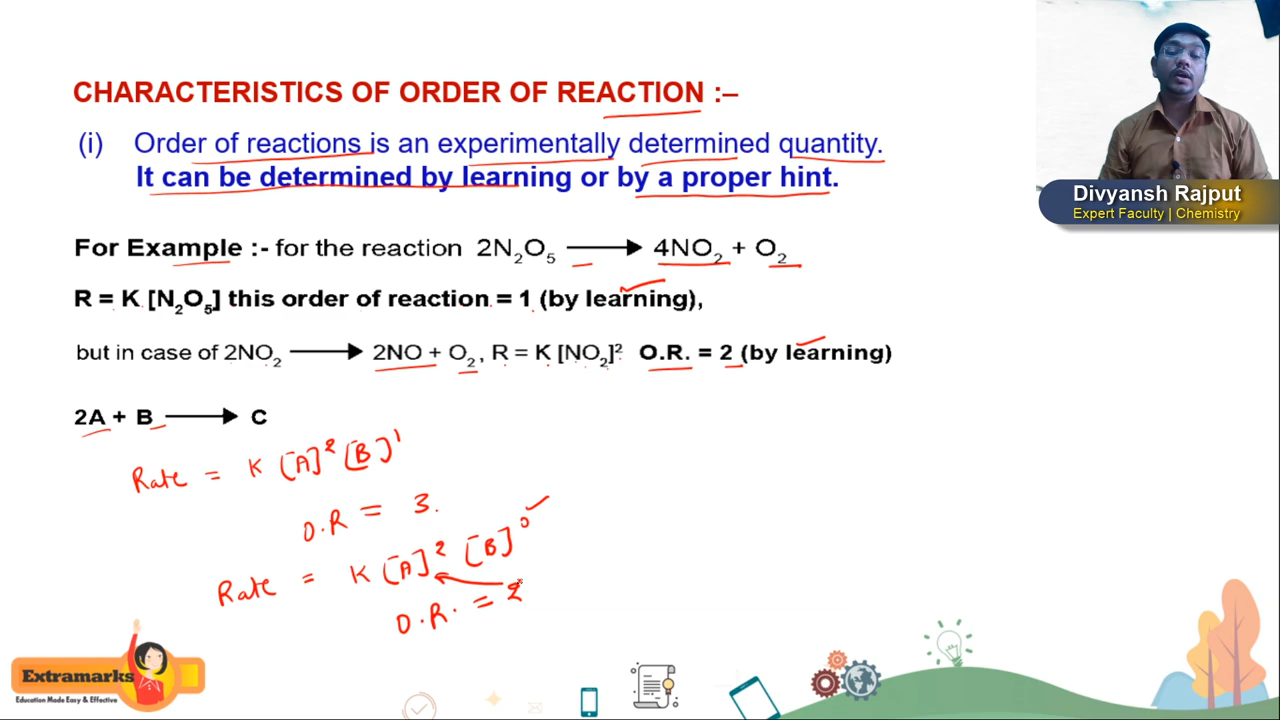 CHARACTERISTICS OF ORDER OF REACTION :–
(i) Order of reactions is an experimentally determined quantity.
It can be determined by learning or by a proper hint.
Divyansh Rajput
Expert Faculty | Chemistry
For Example :- for the reaction 2N₂O₅ ⟶ 4NO₂ + O₂
R = K [N₂O₅] this order of reaction = 1 (by learning),
but in case of 2NO₂ ⟶ 2NO + O₂, R = K [NO₂]² O.R. = 2 (by learning)
2A + B ⟶ C
Rate = K [A]² [B]¹
O.R = 3.
Rate = K [A]² [B]⁰
O.R. = 2
Extramarks
Education Made Easy & Effective